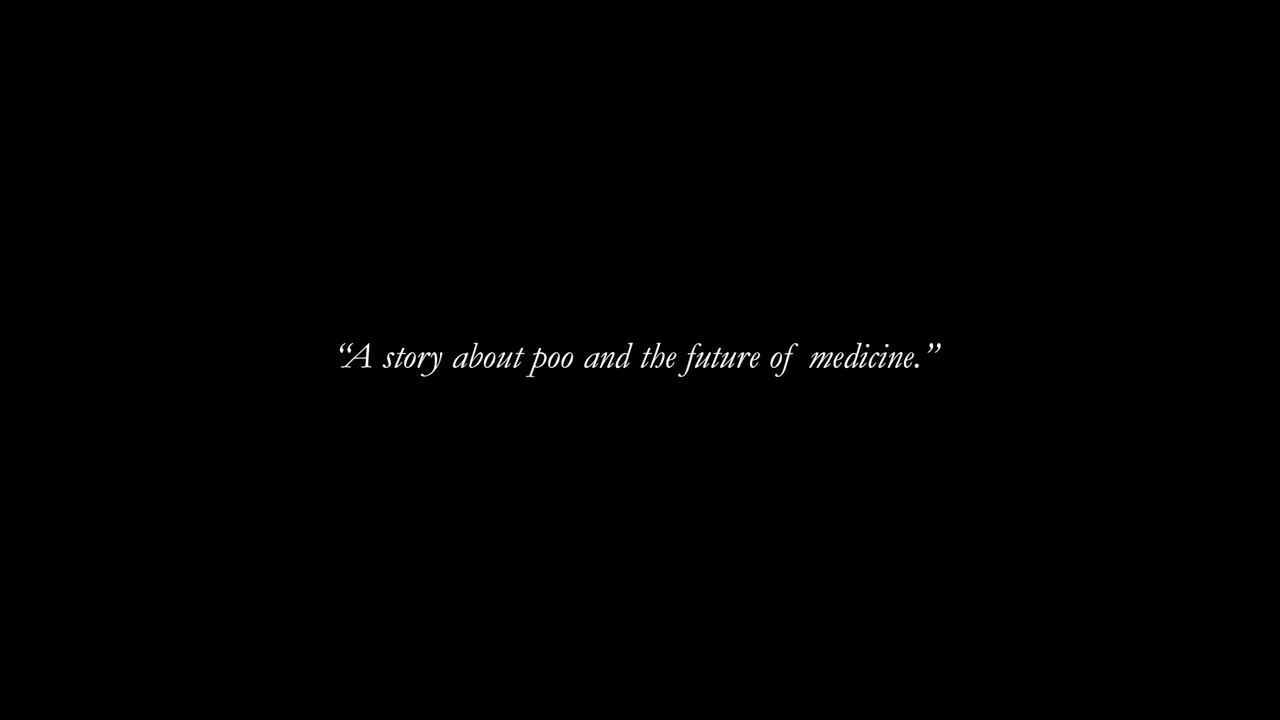 “A story about poo and the future of medicine.”